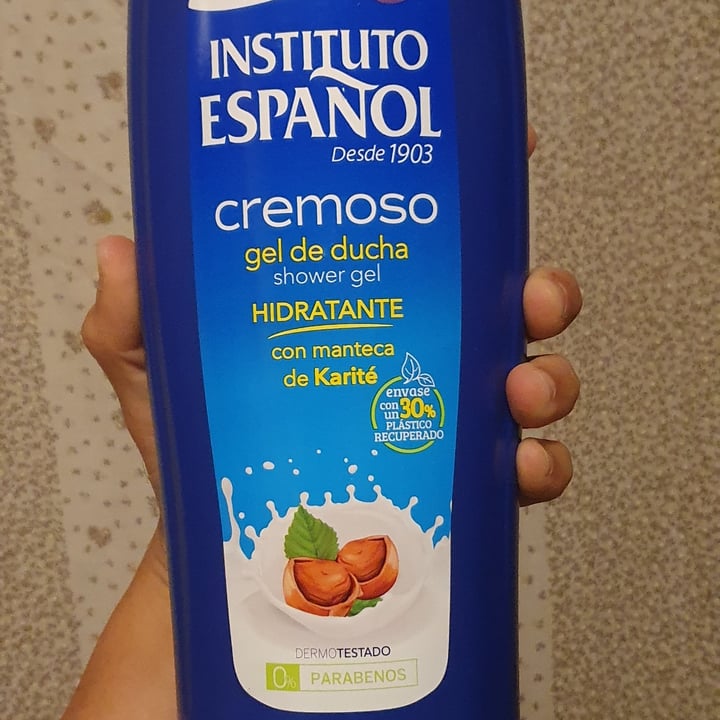 INSTITUTO
ESPAÑOL
Desde 1903
cremoso
gel de ducha
shower gel
HIDRATANTE
con manteca
de Karité
envase
con 30%
un
PLÁSTICO
RECUPERADO
DERMOTESTADO
0% PARABENOS